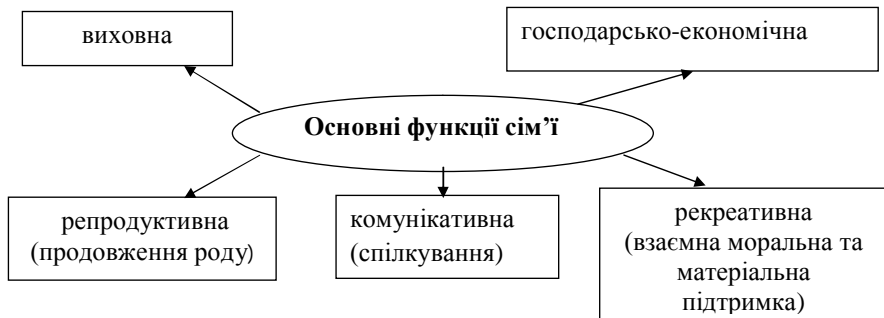 виховна
господарсько-економічна
Основні функції сім’ї
репродуктивна
(продовження роду)
комунікативна
(спілкування)
рекреативна
(взаємна моральна та
матеріальна
підтримка)